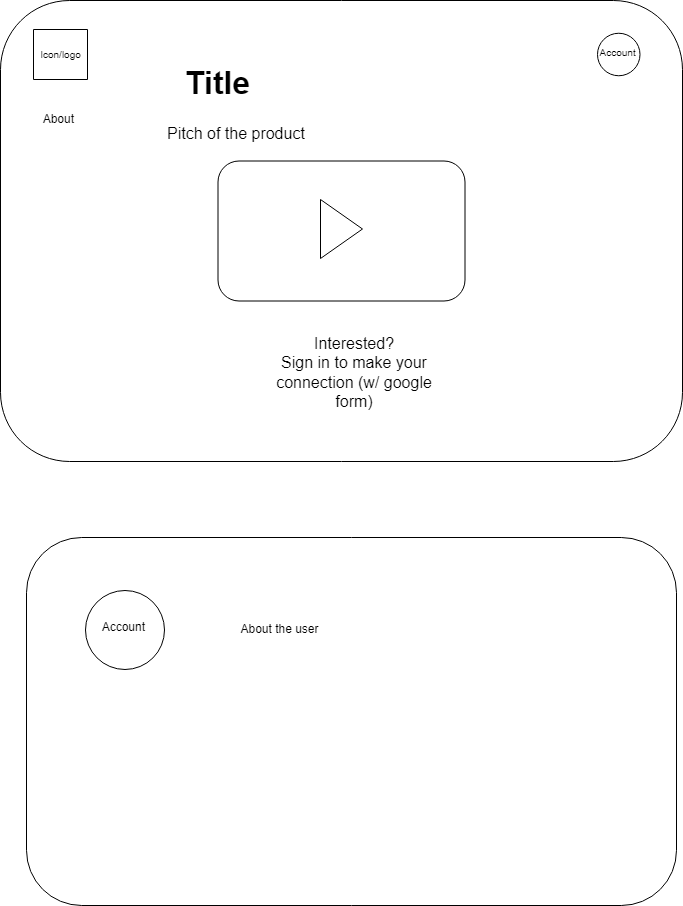 Icon/logo
Account
Title
About
Pitch of the product
Interested?
Sign in to make your
connection (w/ google
form)
Account
About the user